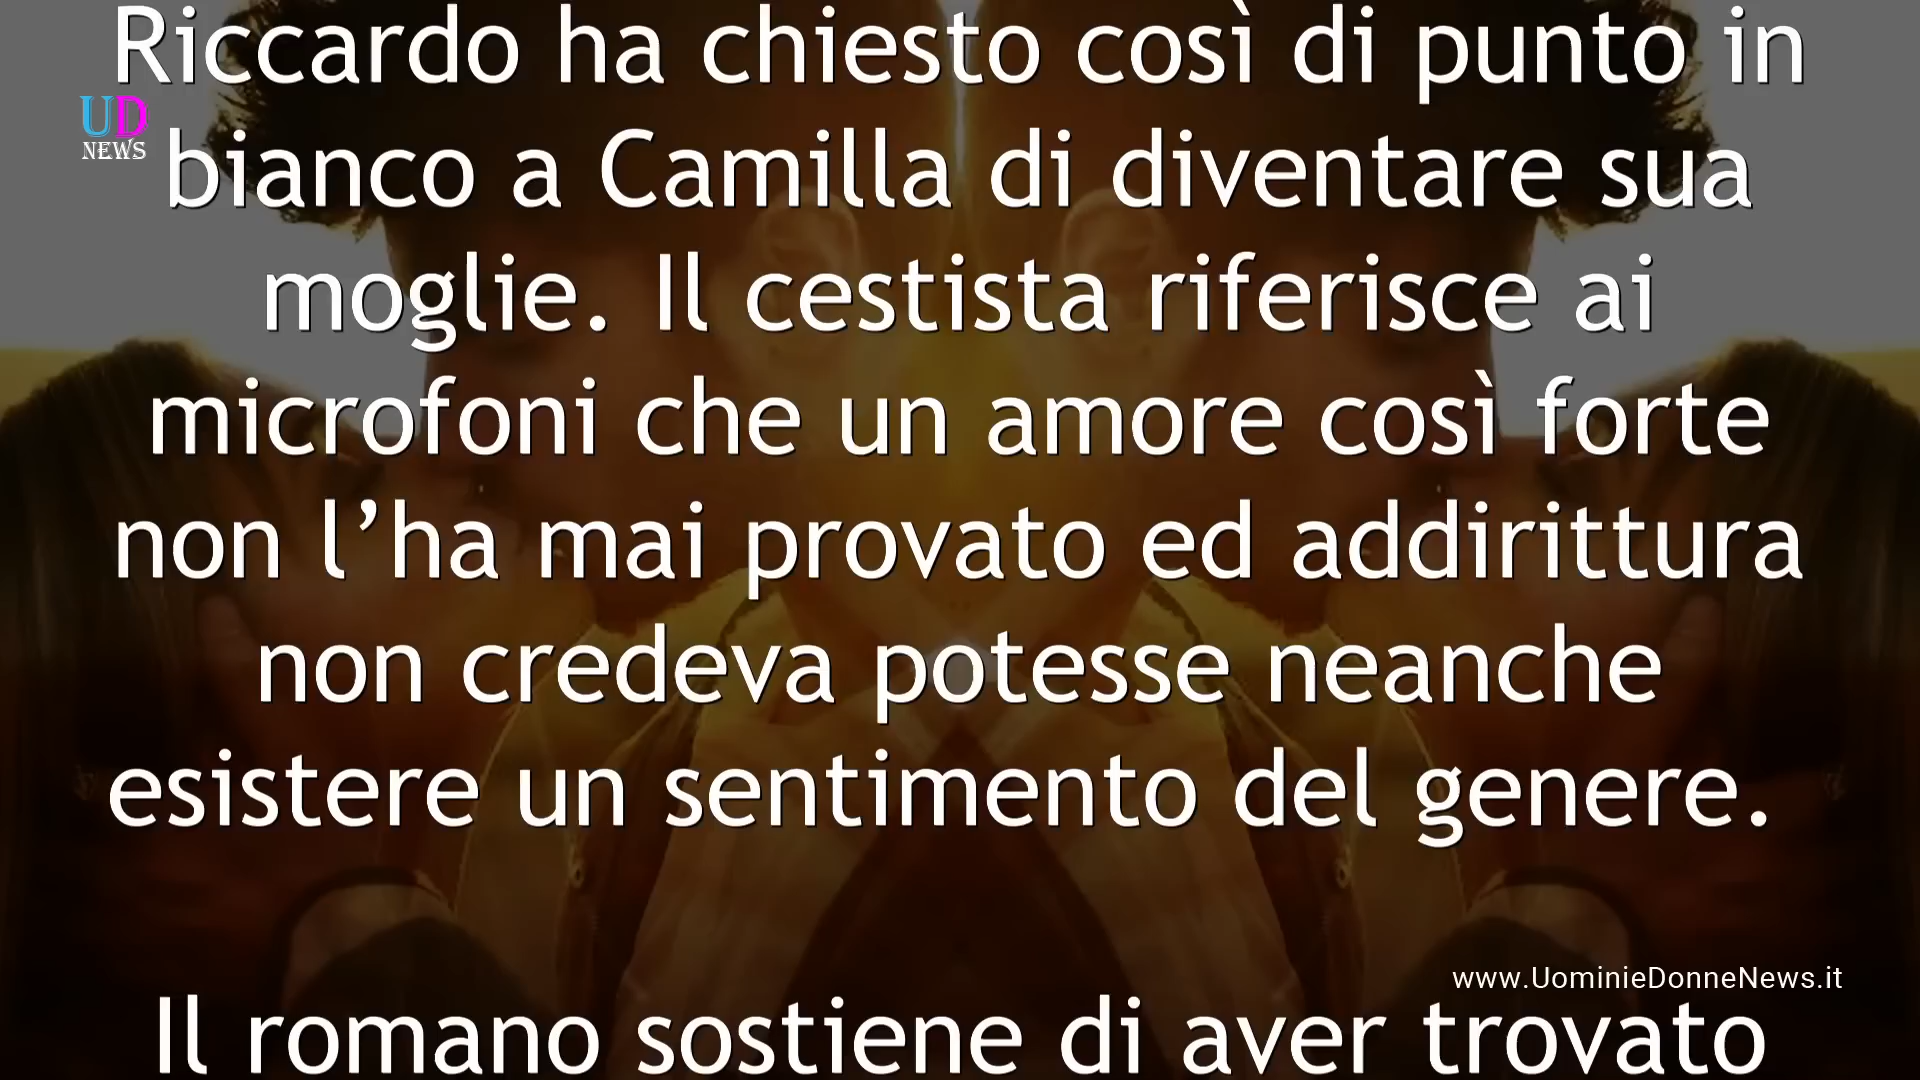 Riccardo ha chiesto così di punto in
UD
NEWS
bianco a Camilla di diventare sua
moglie. Il cestista riferisce ai
microfoni che un amore così forte
non l’ha mai provato ed addirittura
non credeva potesse neanche
esistere un sentimento del genere.
www.UominieDonneNews.it
Il romano sostiene di aver trovato